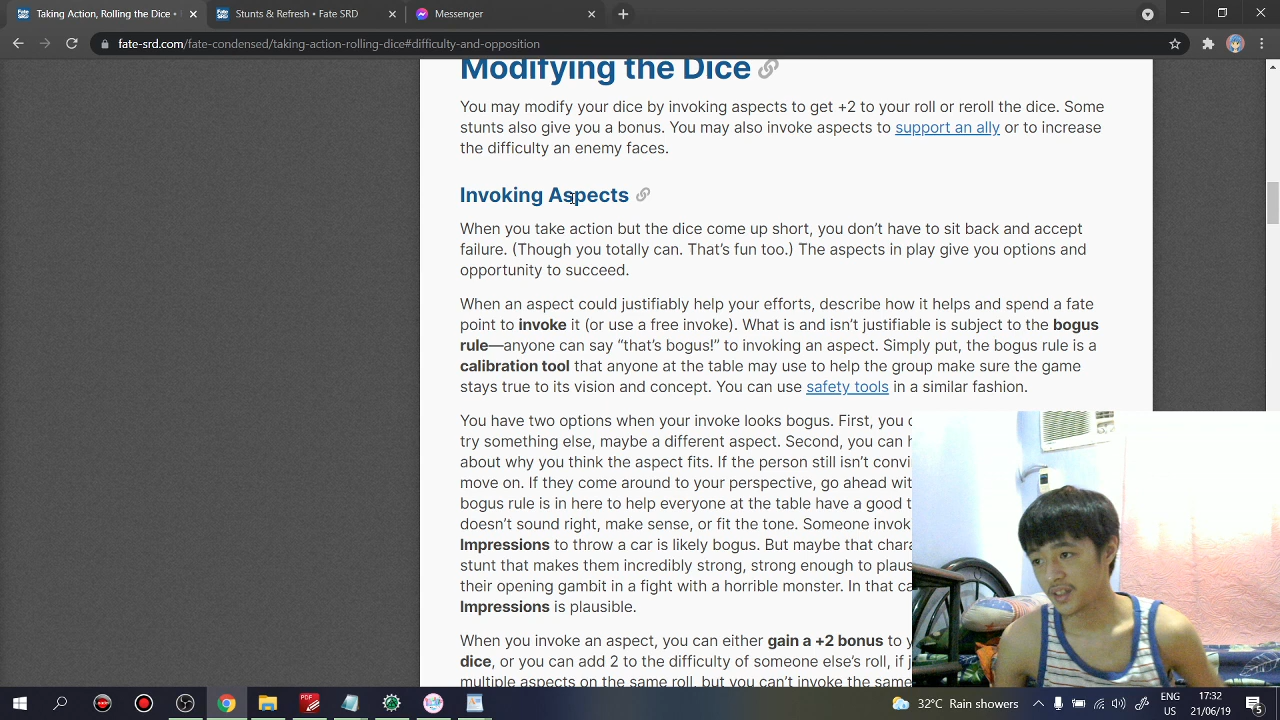 Taking Action, Rolling the Dice •
Stunts & Refresh • Fate SRD
Messenger
fate-srd.com/fate-condensed/taking-action-rolling-dice#difficulty-and-opposition
Modifying the Dice
You may modify your dice by invoking aspects to get +2 to your roll or reroll the dice. Some
stunts also give you a bonus. You may also invoke aspects to support an ally or to increase
the difficulty an enemy faces.
Invoking Aspects
When you take action but the dice come up short, you don’t have to sit back and accept
failure. (Though you totally can. That’s fun too.) The aspects in play give you options and
opportunity to succeed.
When an aspect could justifiably help your efforts, describe how it helps and spend a fate
point to invoke it (or use a free invoke). What is and isn’t justifiable is subject to the bogus
rule—anyone can say “that’s bogus!” to invoking an aspect. Simply put, the bogus rule is a
calibration tool that anyone at the table may use to help the group make sure the game
stays true to its vision and concept. You can use safety tools in a similar fashion.
You have two options when your invoke looks bogus. First, you
try something else, maybe a different aspect. Second, you can
about why you think the aspect fits. If the person still isn’t
move on. If they come around to your perspective, go ahead
bogus rule is in here to help everyone at the table have a good
doesn’t sound right, make sense, or fit the tone. Someone
Impressions to throw a car is likely bogus. But maybe that
stunt that makes them incredibly strong, strong enough to
their opening gambit in a fight with a horrible monster. In that
Impressions is plausible.
When you invoke an aspect, you can either gain a +2 bonus to
dice, or you can add 2 to the difficulty of someone else’s roll, if
multiple aspects on the same roll, but you can’t invoke the same
32°C Rain showers
ENG
US
17:32
21/06/19
5